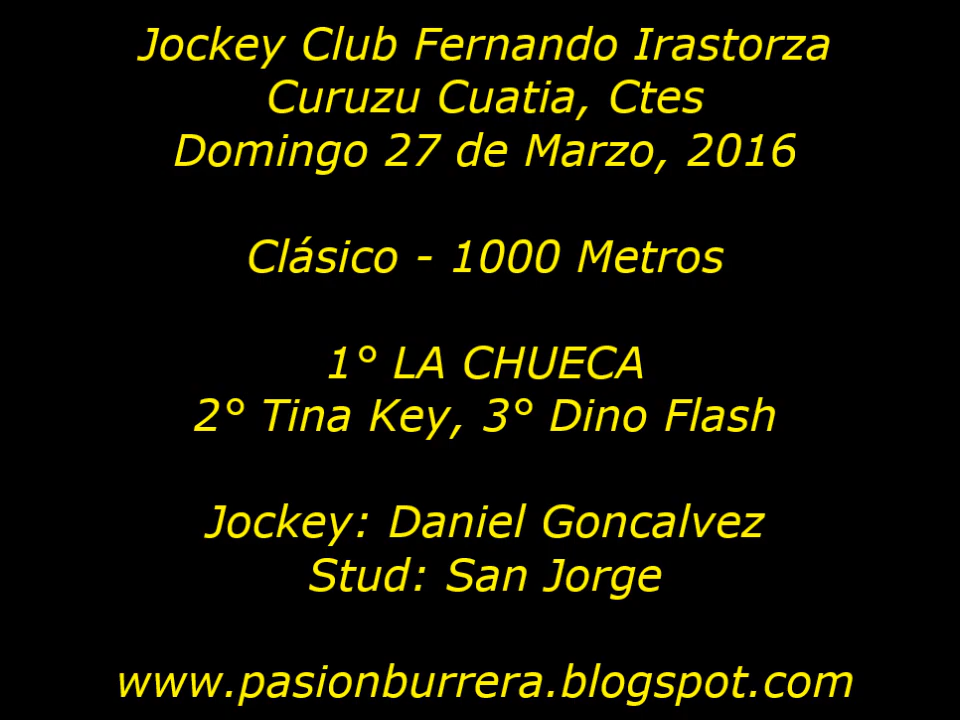 Jockey Club Fernando Irastorza
Curuzu Cuatia, Ctes
Domingo 27 de Marzo, 2016
Clásico - 1000 Metros
1° LA CHUECA
2° Tina Key, 3° Dino Flash
Jockey: Daniel Goncalvez
Stud: San Jorge
www.pasionburrera.blogspot.com